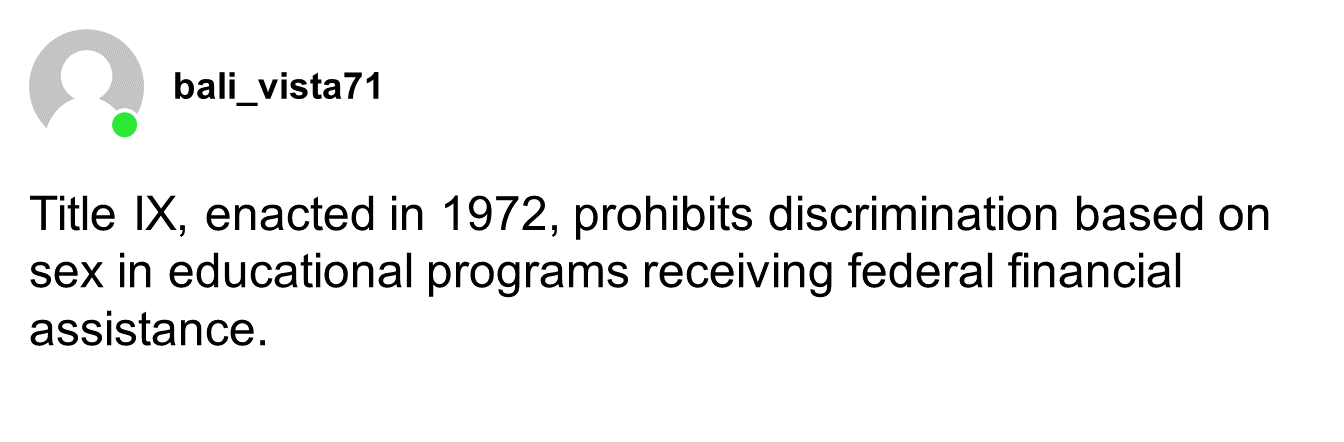 bali_vista71
Title IX, enacted in 1972, prohibits discrimination based on
sex in educational programs receiving federal financial
assistance.